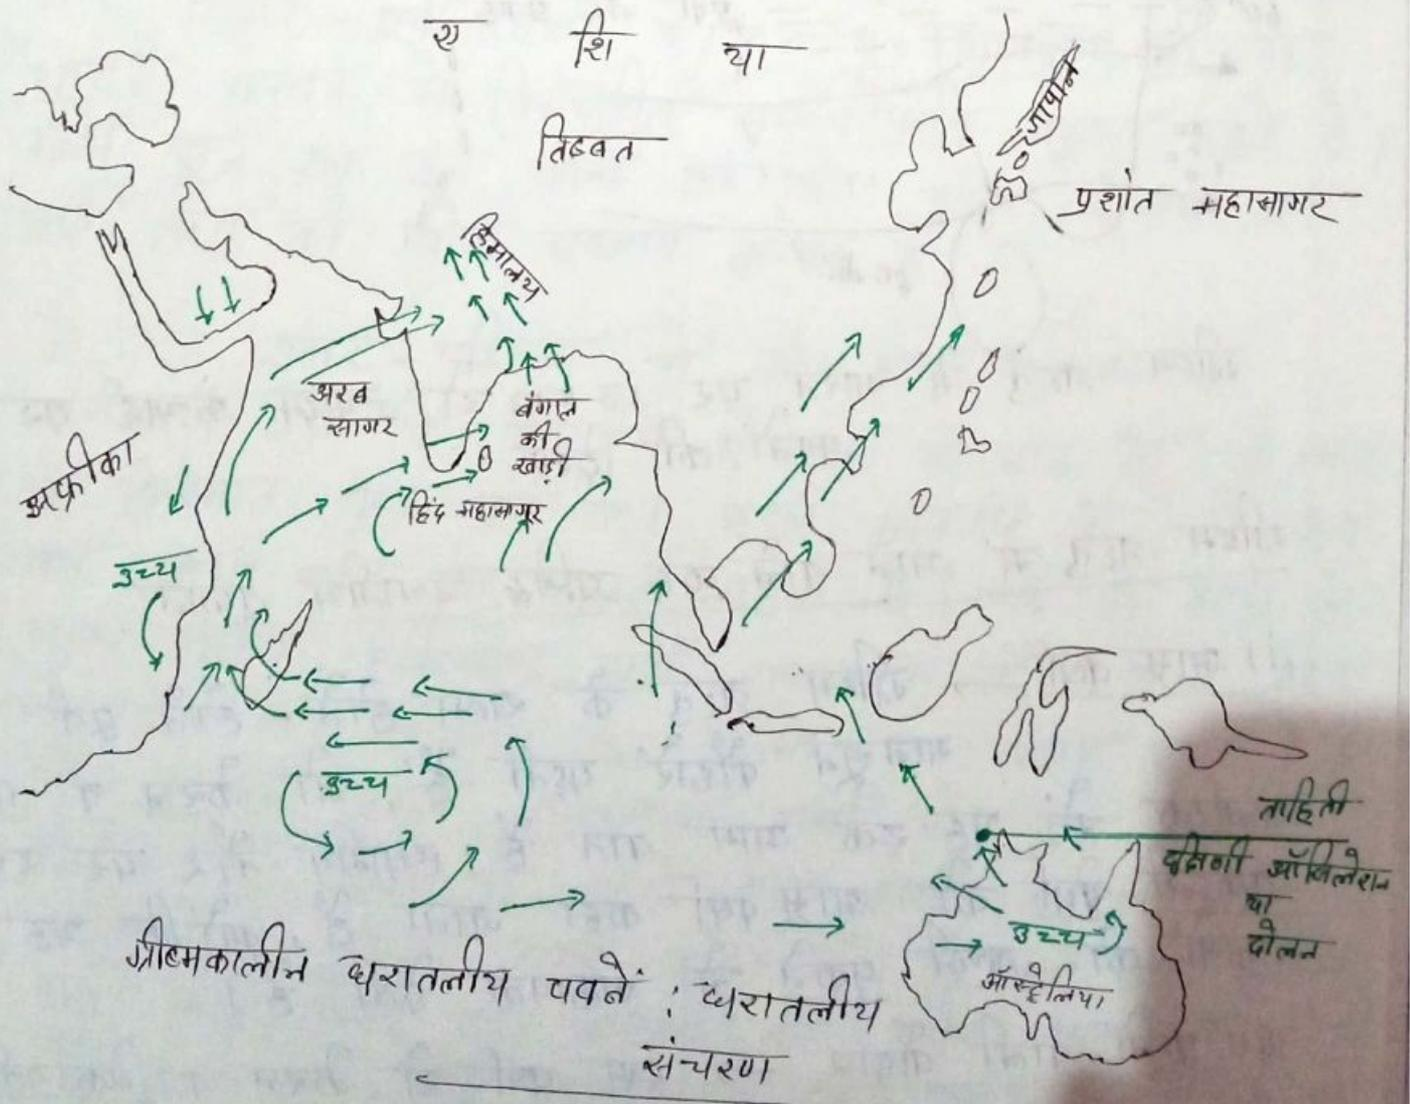 एशिया
तिब्बत
जापान
प्रशांत महासागर
हिमालय
अरब
सागर
बंगाल
की
खाड़ी
अफ्रीका
हिंद महासागर
उच्च
उच्च
ताहिती
दक्षिणी ऑसिलेशन
या
दोलन
उच्च
ऑस्ट्रेलिया
ग्रीष्मकालीन धरातलीय पवनें : धरातलीय
संचरण